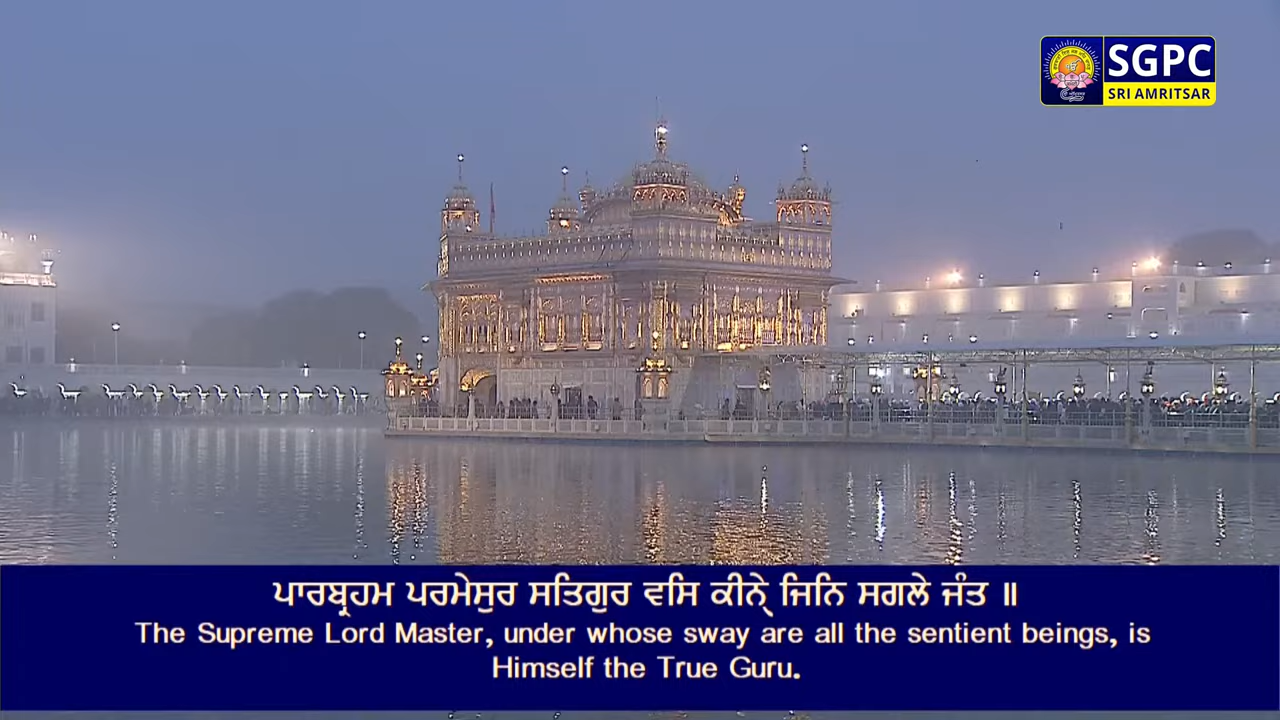 SGPC
SRI AMRITSAR
ਪਾਰਬ੍ਰਹਮ ਪਰਮੇਸੁਰ ਸਤਿਗੁਰ ਵਸਿ ਕੀਨੑੇ ਜਿਨਿ ਸਗਲੇ ਜੰਤ ॥
The Supreme Lord Master, under whose sway are all the sentient beings, is
Himself the True Guru.